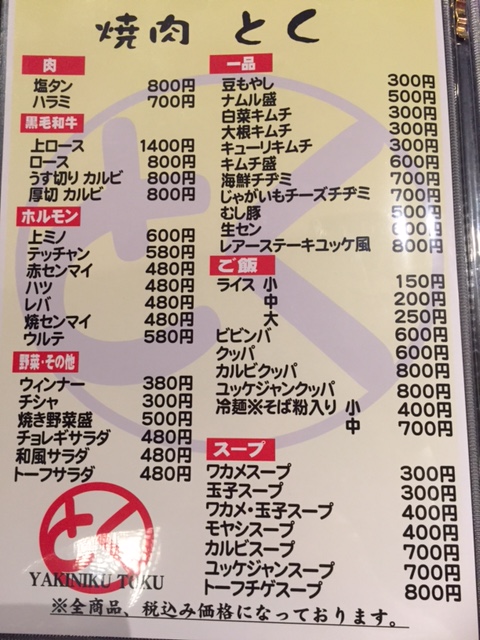 焼肉 とく
肉
塩タン 800円
ハラミ 700円
黒毛和牛
上ロース 1400円
ロース 800円
うす切り カルビ 800円
厚切 カルビ 800円
ホルモン
上ミノ 600円
テッチャン 580円
赤センマイ 480円
ハツ 480円
レバ 480円
焼センマイ 480円
ウルテ 580円
野菜・その他
ウィンナー 380円
チシャ 300円
焼き野菜盛 500円
チョレギサラダ 480円
和風サラダ 480円
トーフサラダ 480円
一品
豆もやし 300円
ナムル盛 500円
白菜キムチ 300円
大根キムチ 300円
キューリキムチ 300円
キムチ盛 600円
海鮮チヂミ 700円
じゃがいもチーズチヂミ 700円
むし豚 500円
生セン
レアーステーキユッケ風 800円
ご飯
ライス 小 150円
中 200円
大 250円
ビビンバ 600円
クッパ 600円
カルビクッパ 800円
ユッケジャンクッパ 800円
冷麺※そば粉入り 小 400円
中 700円
スープ
ワカメスープ 300円
玉子スープ 300円
ワカメ・玉子スープ 400円
モヤシスープ 400円
カルビスープ 700円
ユッケジャンスープ 700円
トーフチゲスープ 800円
とく
YAKINIKU TOKU
※全商品、税込み価格になっております。